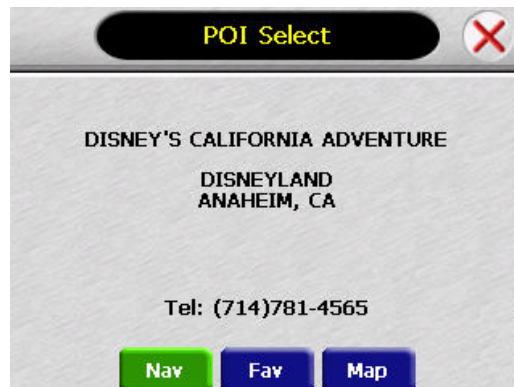 POI Select
DISNEY'S CALIFORNIA ADVENTURE
DISNEYLAND
ANAHEIM, CA
Tel: (714)781-4565
Nav Fav Map